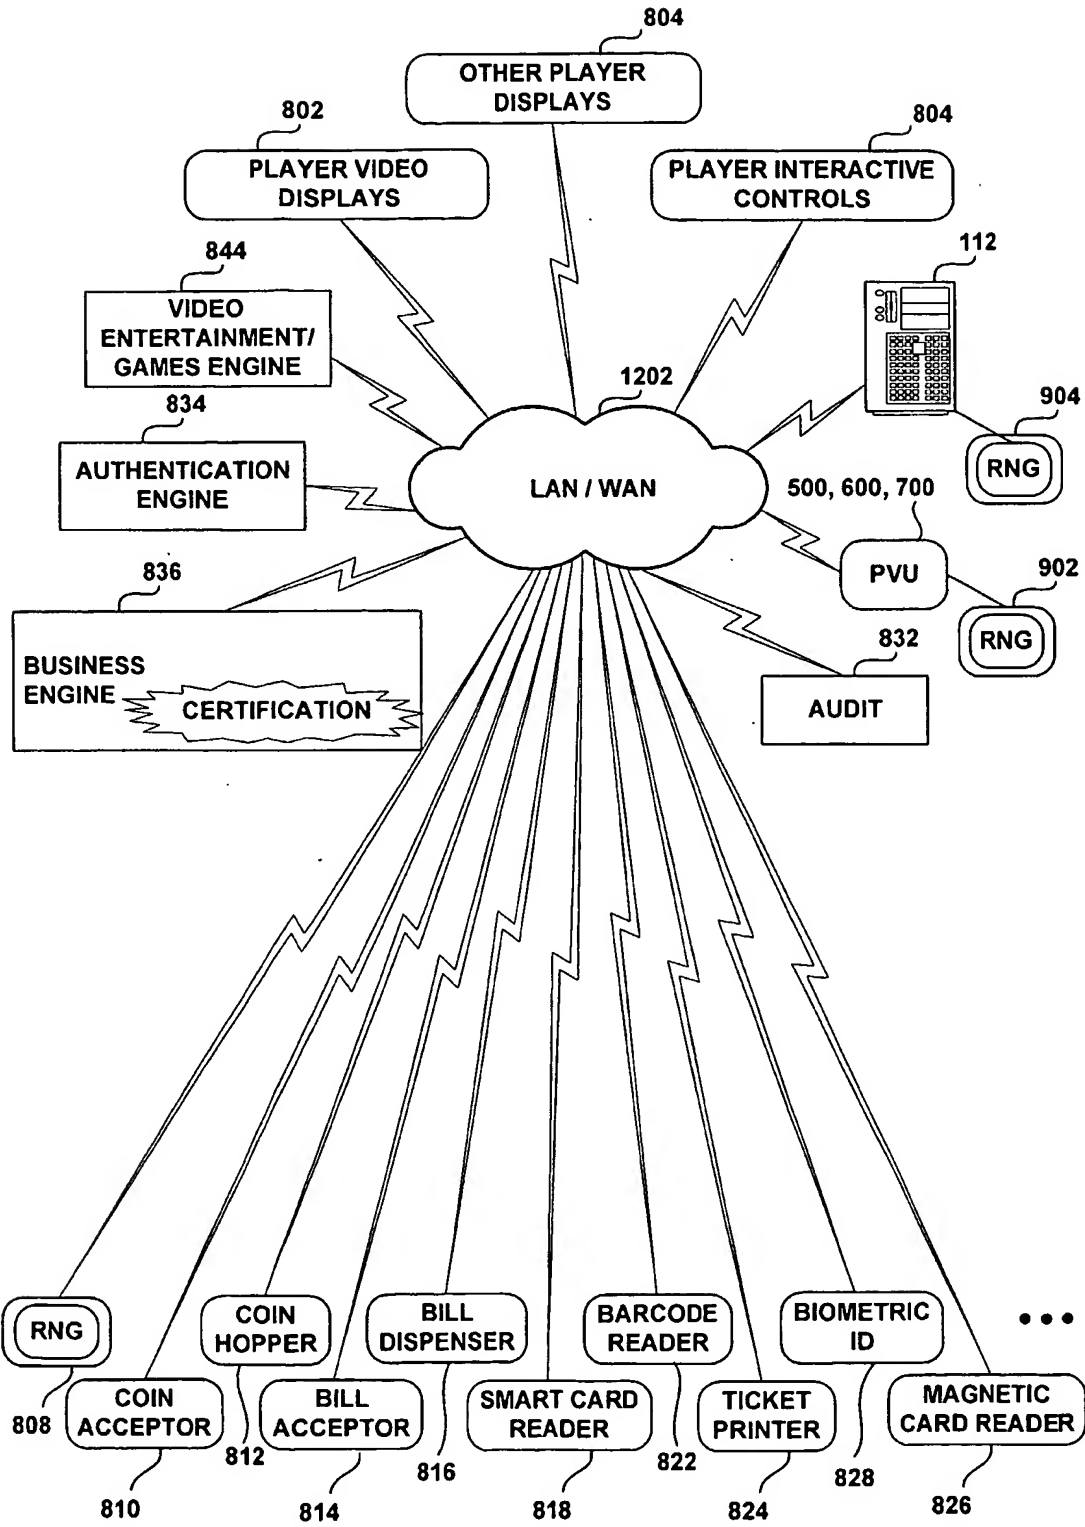 804
OTHER PLAYER
DISPLAYS
802
PLAYER VIDEO
DISPLAYS
804
PLAYER INTERACTIVE
CONTROLS
844
VIDEO
ENTERTAINMENT/
GAMES ENGINE
112
1202
904
RNG
834
AUTHENTICATION
ENGINE
LAN / WAN
500, 600, 700
PVU
902
RNG
836
BUSINESS
ENGINE
CERTIFICATION
832
AUDIT
RNG
808
COIN
ACCEPTOR
810
COIN
HOPPER
812
BILL
ACCEPTOR
814
BILL
DISPENSER
816
SMART CARD
READER
818
BARCODE
READER
822
TICKET
PRINTER
824
BIOMETRIC
ID
828
MAGNETIC
CARD READER
826